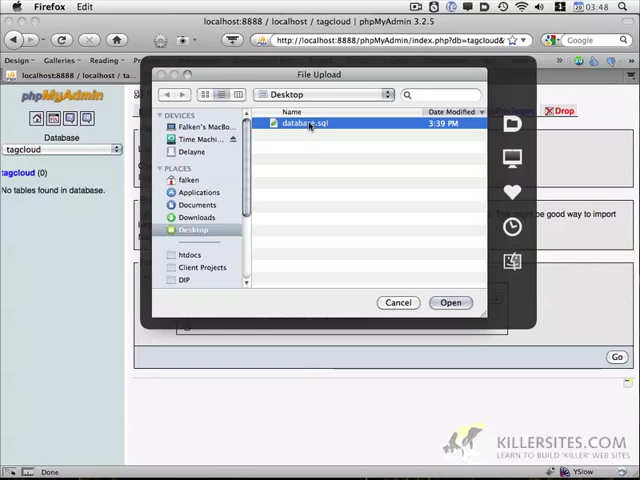 Firefox Edit 03:48
localhost:8888 / localhost / tagcloud | phpMyAdmin 3.2.5
http://localhost:8888/phpMyAdmin/index.php?db=tagcloud&
Design Layout
localhost:8888 / localhost / ta...
File Upload
phpMyAdmin
Desktop
Name Date Modified
Drop
DEVICES
database.sql 3:39 PM
Falken's MacBo...
Database
Time Machi...
tagcloud
Delayne
PLACES
tagcloud (0)
falken
No tables found in database.
Applications
Documents
Downloads
might be good way to import
Desktop
htdocs
Client Projects
DIP
Cancel Open
Go
KILLERSITES.COM
LEARN TO BUILD 'KILLER' WEB SITES
Done YSlow